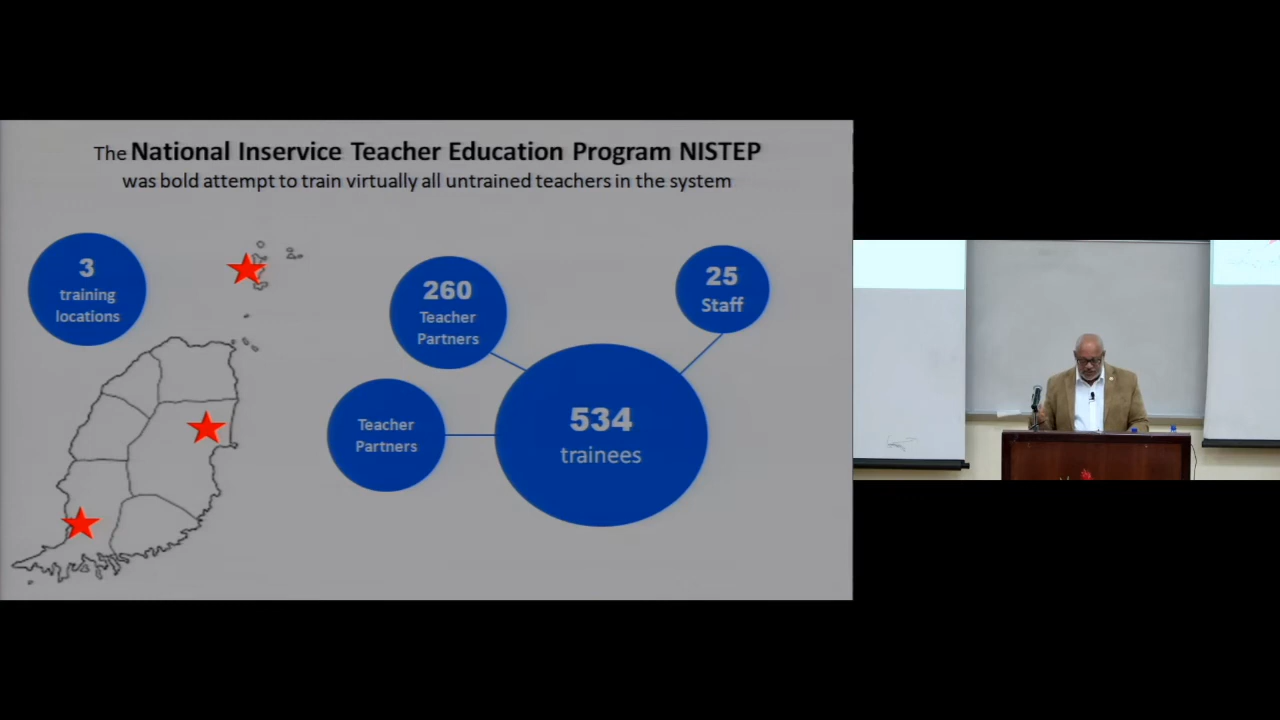 The National Inservice Teacher Education Program NISTEP
was bold attempt to train virtually all untrained teachers in the system
3
training
locations
260
Teacher
Partners
25
Staff
Teacher
Partners
534
trainees